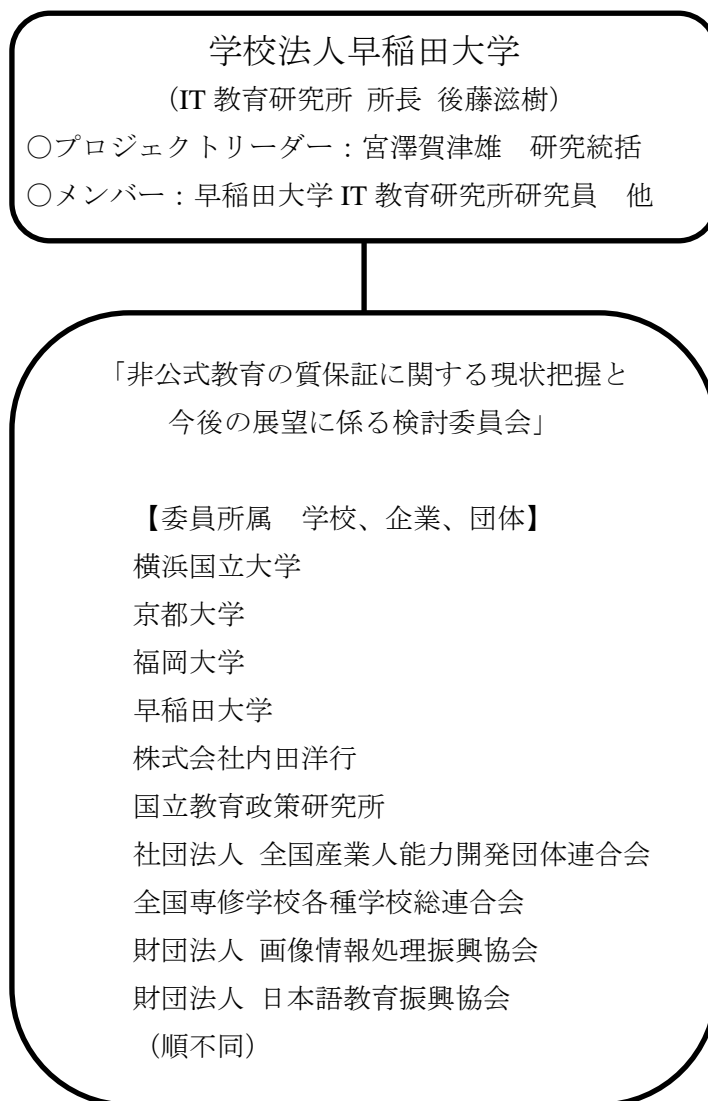 学校法人早稲田大学
（IT 教育研究所 所長 後藤滋樹）
○プロジェクトリーダー：宮澤賀津雄　研究統括
○メンバー：早稲田大学 IT 教育研究所研究員　他
「非公式教育の質保証に関する現状把握と
今後の展望に係る検討委員会」
【委員所属　学校、企業、団体】
横浜国立大学
京都大学
福岡大学
早稲田大学
株式会社内田洋行
国立教育政策研究所
社団法人 全国産業人能力開発団体連合会
全国専修学校各種学校総連合会
財団法人 画像情報処理振興協会
財団法人 日本語教育振興協会
（順不同）